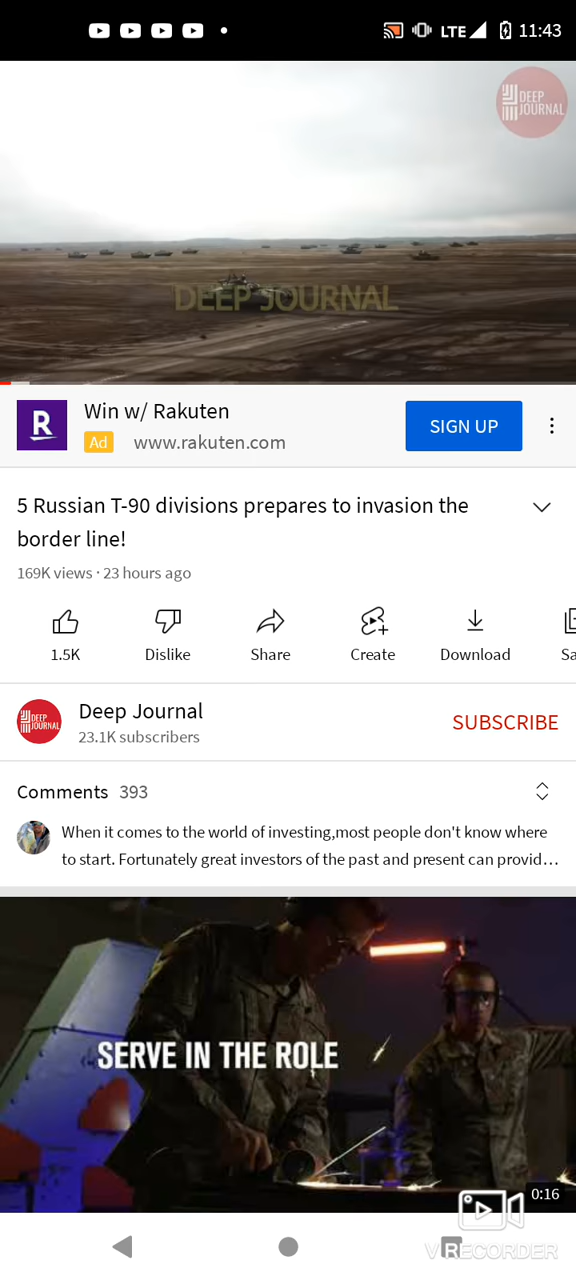 LTE 11:43
DEEP
JOURNAL
DEEP JOURNAL
R
Win w/ Rakuten
Ad www.rakuten.com
SIGN UP
5 Russian T-90 divisions prepares to invasion the
border line!
169K views · 23 hours ago
1.5K Dislike Share Create Download Sa
DEEP
JOURNAL
Deep Journal
23.1K subscribers
SUBSCRIBE
Comments 393
When it comes to the world of investing,most people don't know where
to start. Fortunately great investors of the past and present can provid…
SERVE IN THE ROLE
0:16
VRECORDER